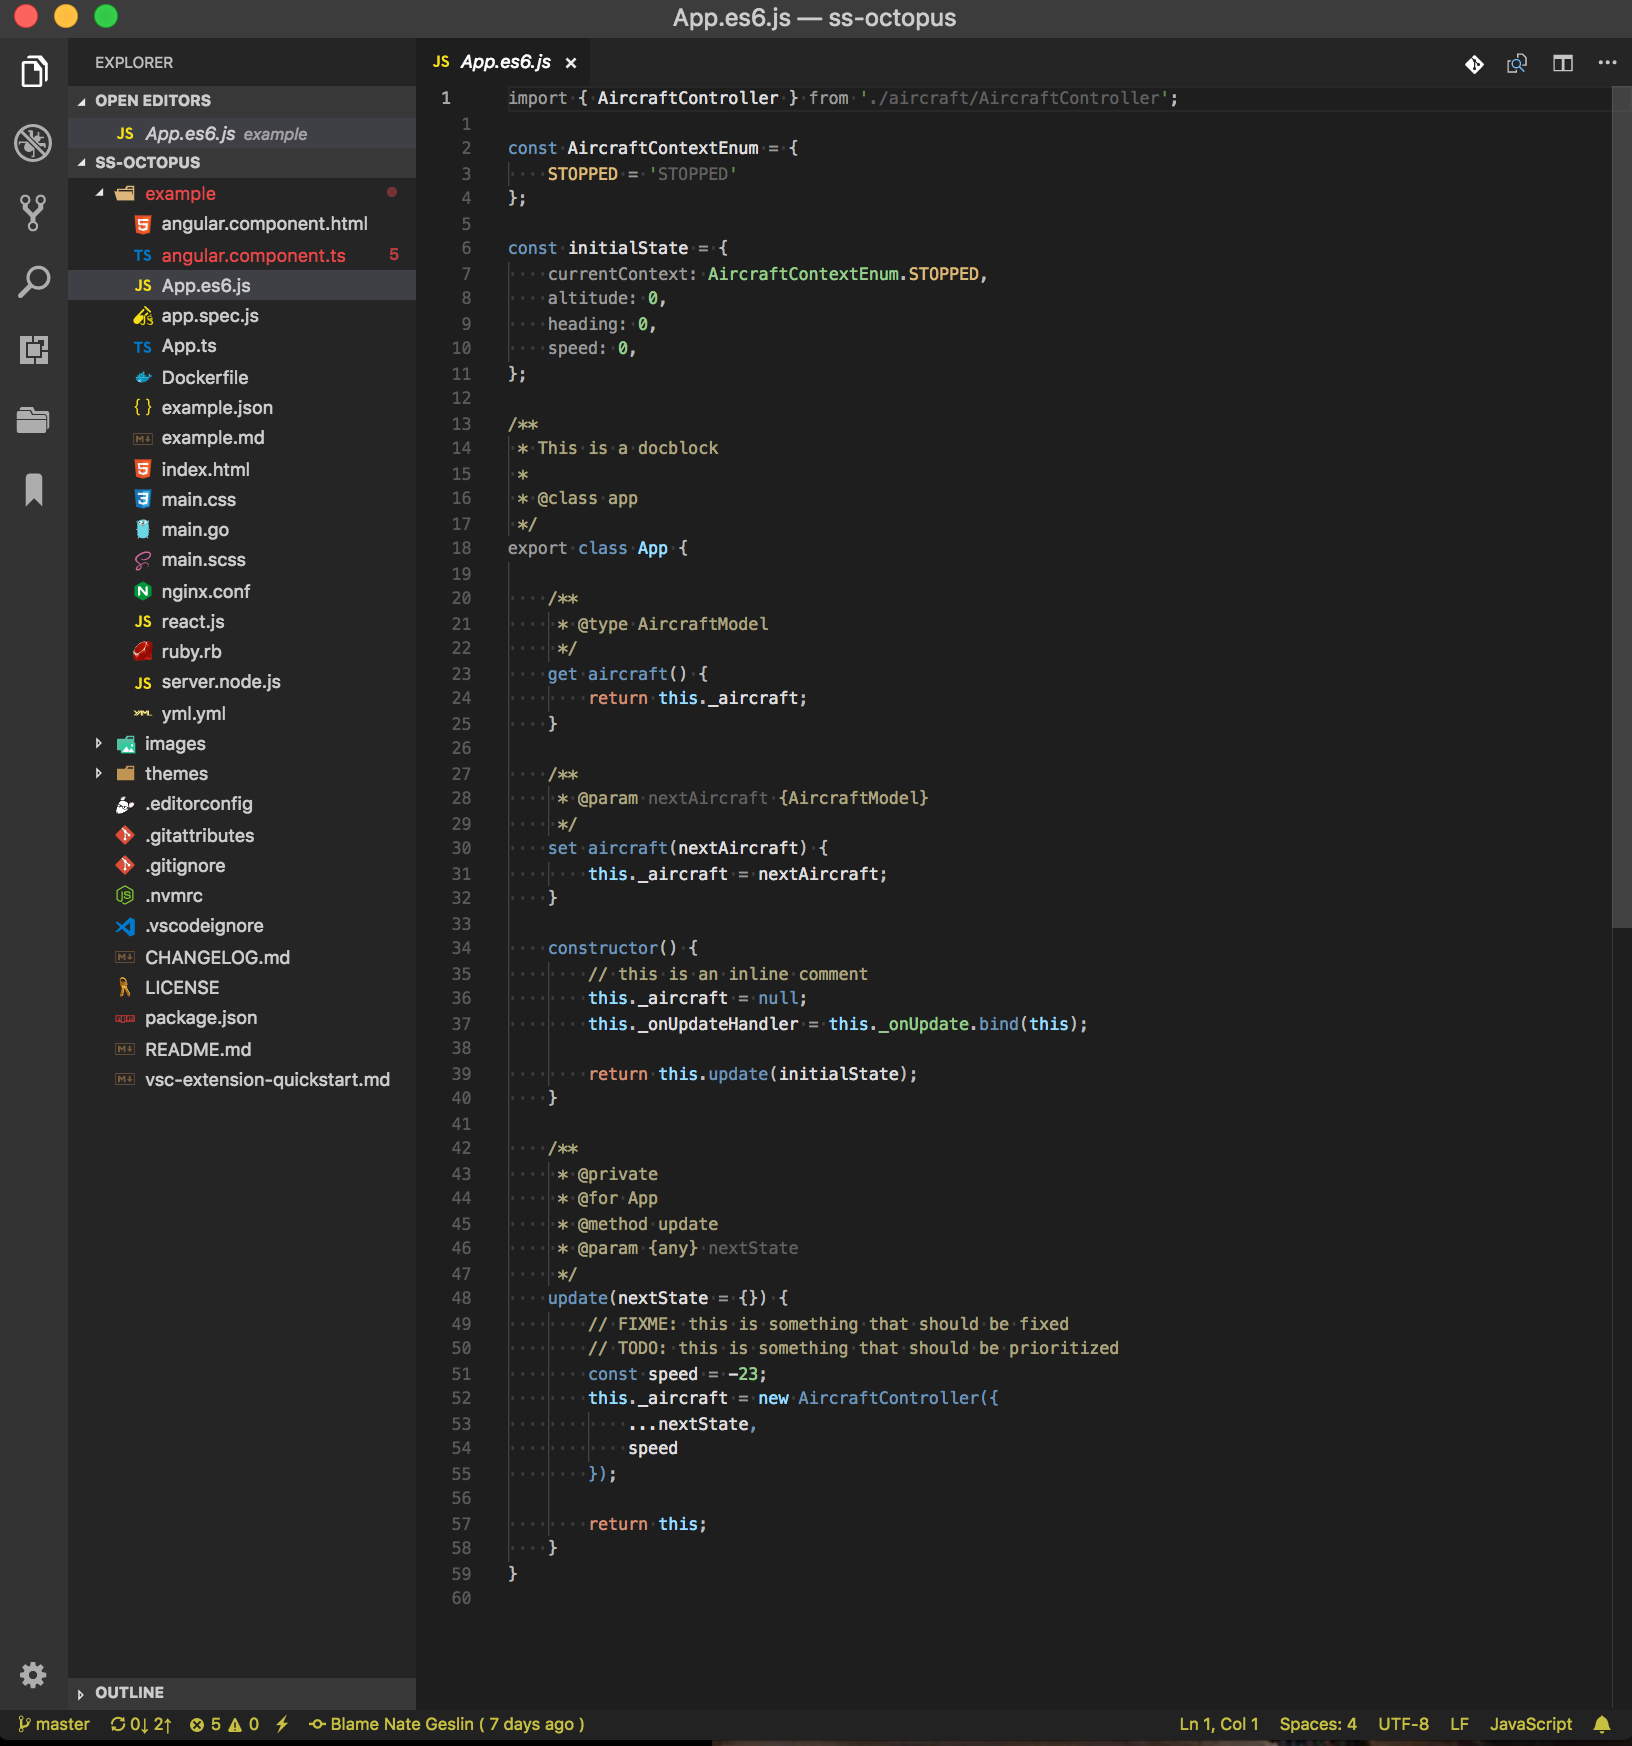 App.es6.js — ss-octopus
EXPLORER
OPEN EDITORS
JS App.es6.js example
SS-OCTOPUS
example
angular.component.html
TS angular.component.ts 5
JS App.es6.js
app.spec.js
TS App.ts
Dockerfile
{ } example.json
M↓ example.md
index.html
main.css
main.go
main.scss
N nginx.conf
JS react.js
ruby.rb
JS server.node.js
YML yml.yml
images
themes
.editorconfig
.gitattributes
.gitignore
JS .nvmrc
.vscodeignore
M↓ CHANGELOG.md
LICENSE
npm package.json
M↓ README.md
M↓ vsc-extension-quickstart.md
OUTLINE
JS App.es6.js ×
1 import { AircraftController } from './aircraft/AircraftController';
1
2 const AircraftContextEnum = {
3     STOPPED = 'STOPPED'
4 };
5
6 const initialState = {
7     currentContext: AircraftContextEnum.STOPPED,
8     altitude: 0,
9     heading: 0,
10     speed: 0,
11 };
12
13 /**
14  * This is a docblock
15  *
16  * @class app
17  */
18 export class App {
19
20     /**
21      * @type AircraftModel
22      */
23     get aircraft() {
24         return this._aircraft;
25     }
26
27     /**
28      * @param nextAircraft {AircraftModel}
29      */
30     set aircraft(nextAircraft) {
31         this._aircraft = nextAircraft;
32     }
33
34     constructor() {
35         // this is an inline comment
36         this._aircraft = null;
37         this._onUpdateHandler = this._onUpdate.bind(this);
38
39         return this.update(initialState);
40     }
41
42     /**
43      * @private
44      * @for App
45      * @method update
46      * @param {any} nextState
47      */
48     update(nextState = {}) {
49         // FIXME: this is something that should be fixed
50         // TODO: this is something that should be prioritized
51         const speed = -23;
52         this._aircraft = new AircraftController({
53             ...nextState,
54             speed
55         });
56
57         return this;
58     }
59 }
60
master 0↓ 2↑ 5 0 Blame Nate Geslin ( 7 days ago ) Ln 1, Col 1 Spaces: 4 UTF-8 LF JavaScript